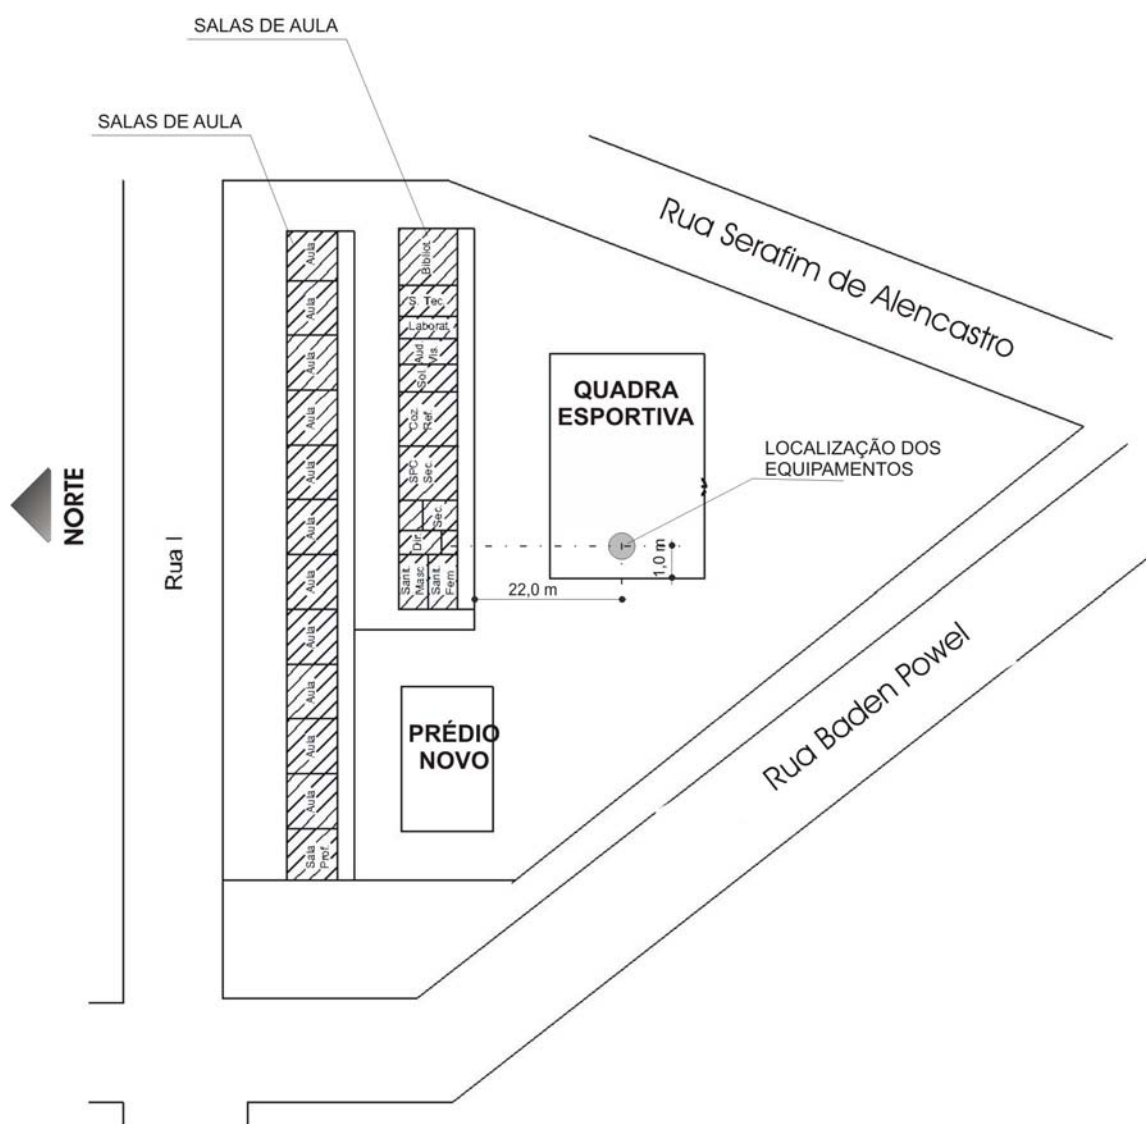 SALAS DE AULA
SALAS DE AULA
Rua Serafim de Alencastro
Aula
Aula
Aula
Aula
Aula
Aula
Aula
Aula
Aula
Aula
Aula
Sala
Prof.
Bibliot.
S. Tec.
Laborat.
Aud.
Vis.
Sol.
Coz.
Ref.
SPC
Sec.
Sec.
Dir.
Sanit.
Masc
Sanit.
Fem
QUADRA
ESPORTIVA
LOCALIZAÇÃO DOS
EQUIPAMENTOS
NORTE
Rua I
1,0 m
22,0 m
PRÉDIO
NOVO
Rua Baden Powel